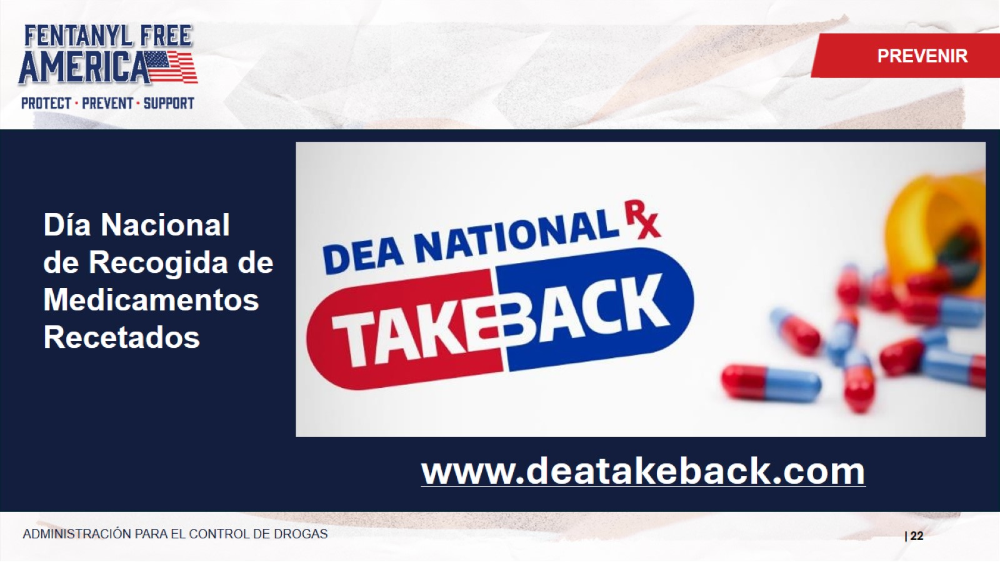 FENTANYL FREE
AMERICA
PROTECT · PREVENT · SUPPORT
PREVENIR
Día Nacional
de Recogida de
Medicamentos
Recetados
DEA NATIONAL Rx
TAKEBACK
www.deatakeback.com
ADMINISTRACIÓN PARA EL CONTROL DE DROGAS
| 22